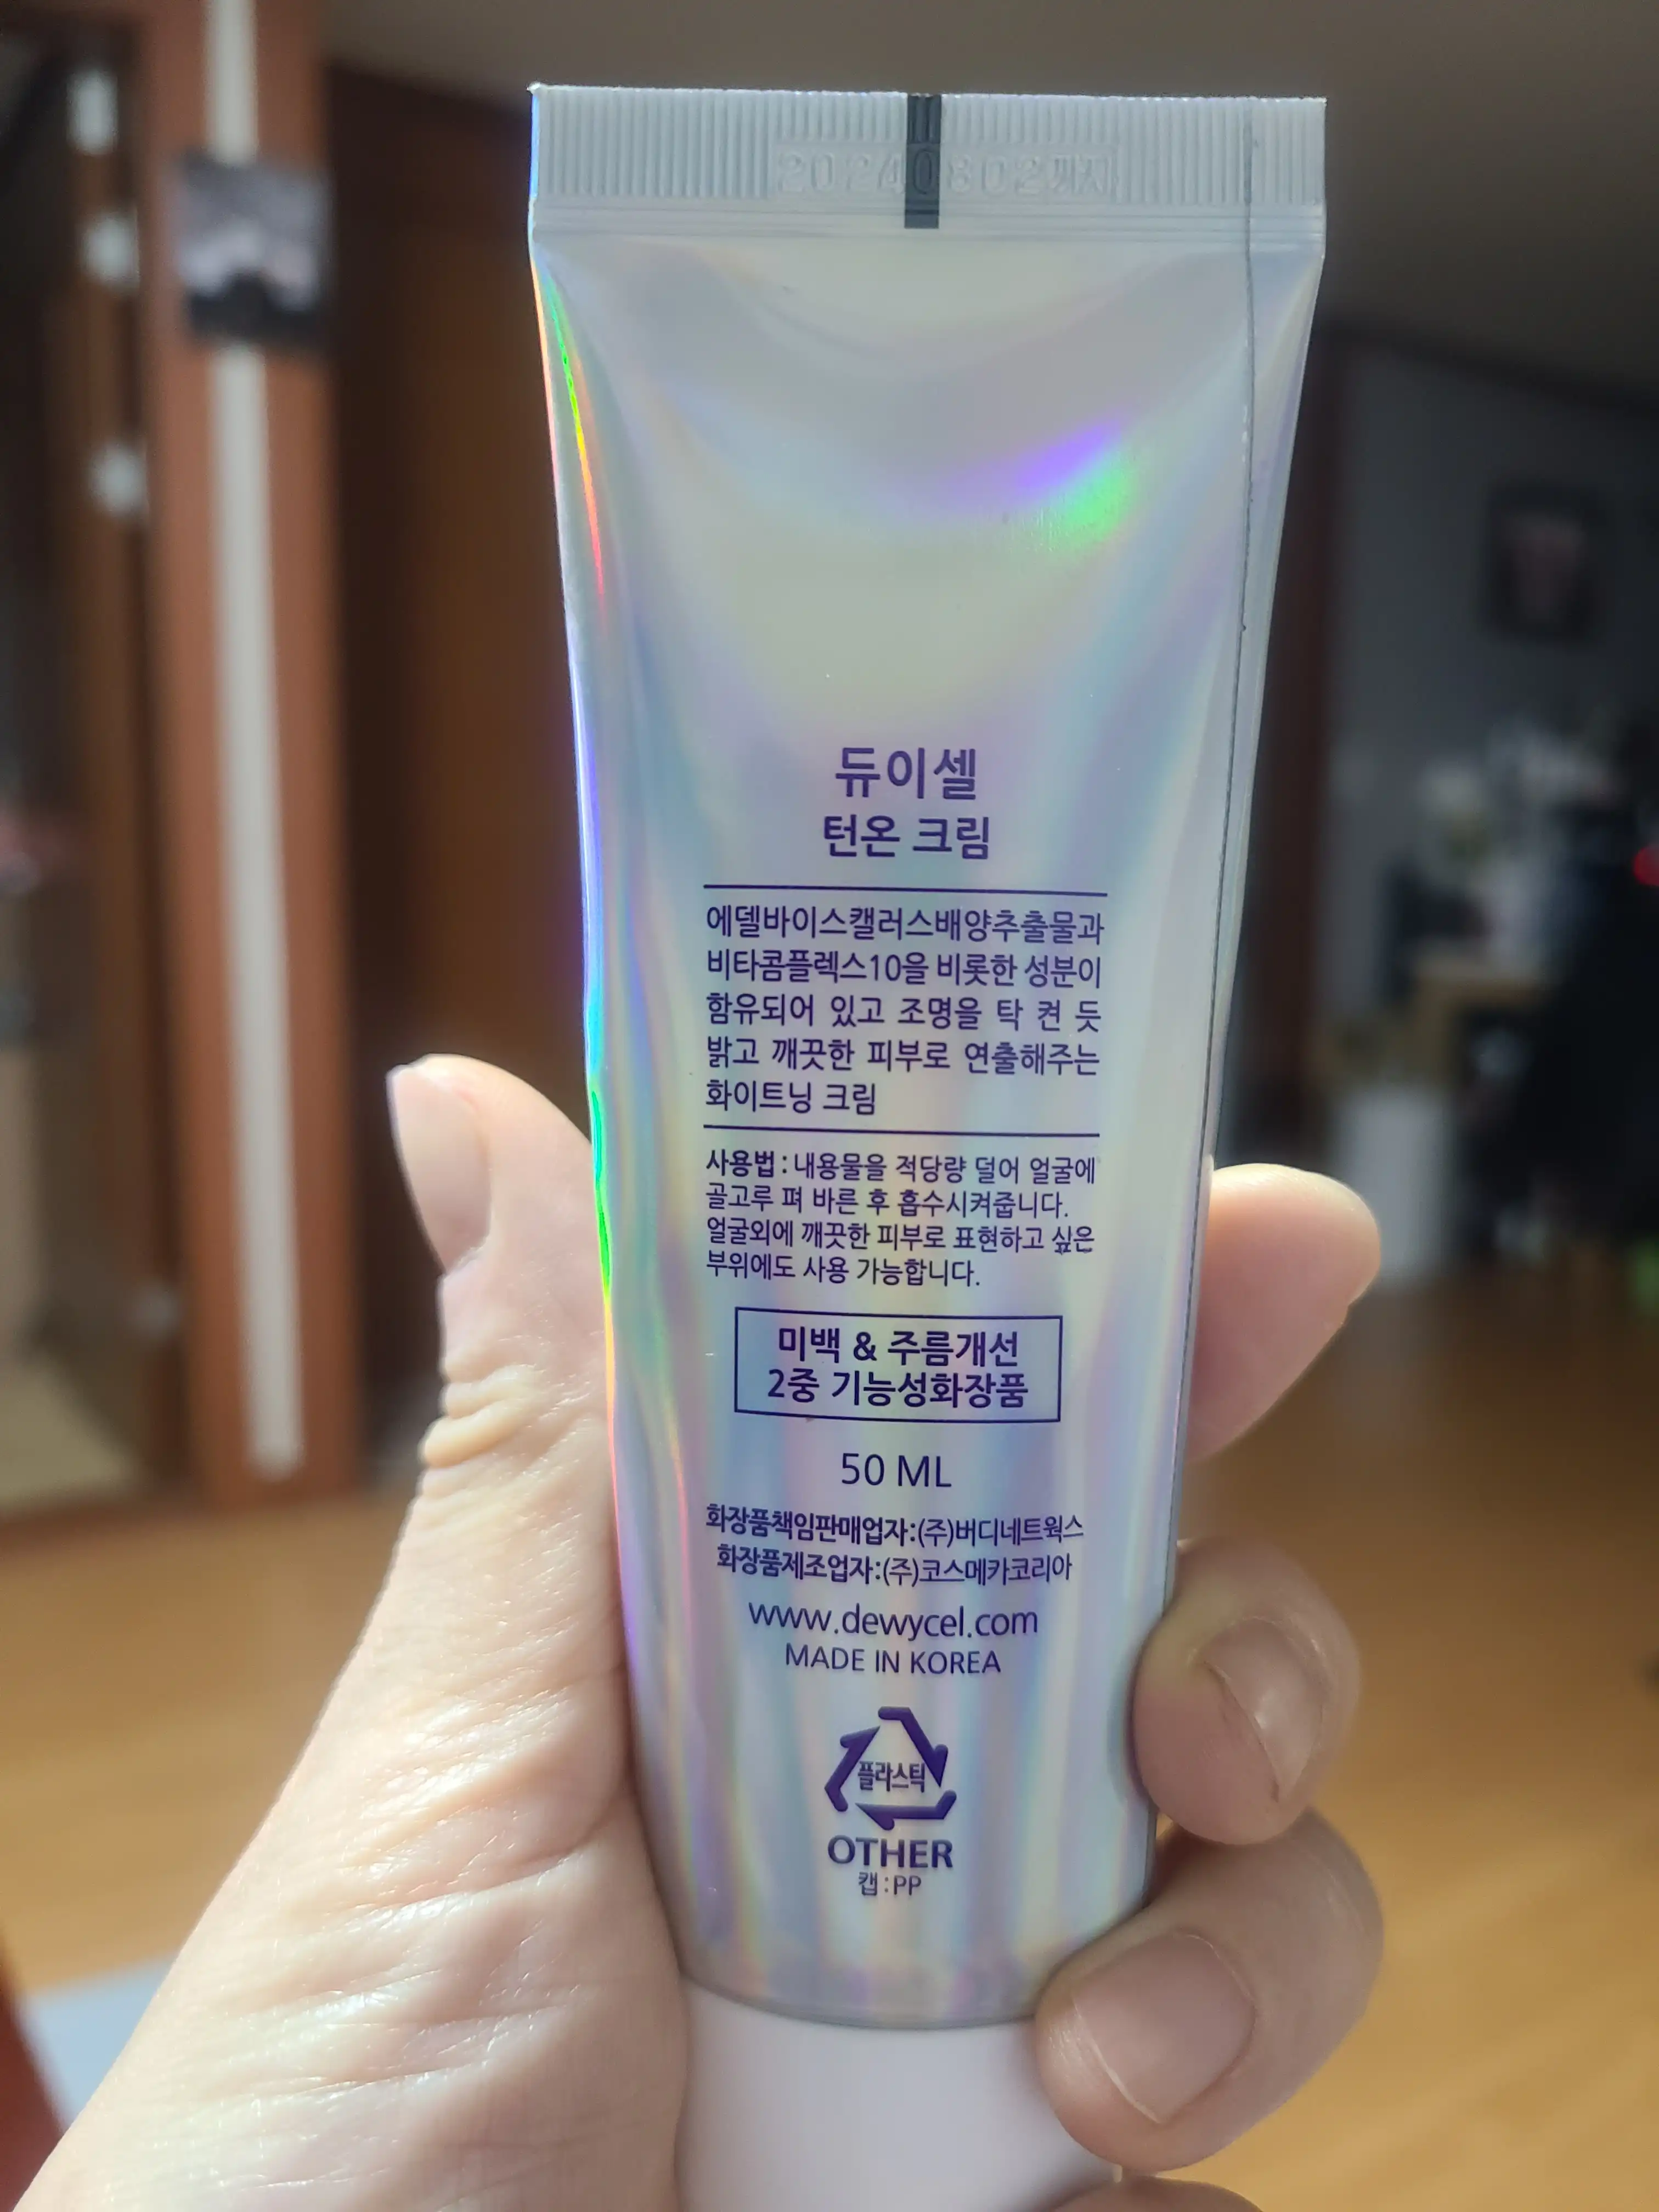 20240802까지
듀이셀
턴온 크림
에델바이스캘러스배양추출물과
비타콤플렉스10을 비롯한 성분이
함유되어 있고 조명을 탁 켠 듯
밝고 깨끗한 피부로 연출해주는
화이트닝 크림
사용법 : 내용물을 적당량 덜어 얼굴에
골고루 펴 바른 후 흡수시켜줍니다.
얼굴외에 깨끗한 피부로 표현하고 싶은
부위에도 사용 가능합니다.
미백 & 주름개선
2중 기능성화장품
50 ML
화장품책임판매업자:(주)버디네트웍스
화장품제조업자:(주)코스메카코리아
www.dewycel.com
MADE IN KOREA
플라스틱
OTHER
캡:PP